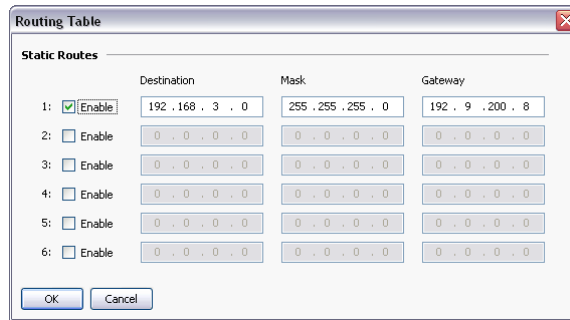 Routing Table
Static Routes
Destination Mask Gateway
1: Enable 192 .168 . 3 . 0 255 .255 .255 . 0 192 . 9 .200 . 8
2: Enable 0 . 0 . 0 . 0 0 . 0 . 0 . 0 0 . 0 . 0 . 0
3: Enable 0 . 0 . 0 . 0 0 . 0 . 0 . 0 0 . 0 . 0 . 0
4: Enable 0 . 0 . 0 . 0 0 . 0 . 0 . 0 0 . 0 . 0 . 0
5: Enable 0 . 0 . 0 . 0 0 . 0 . 0 . 0 0 . 0 . 0 . 0
6: Enable 0 . 0 . 0 . 0 0 . 0 . 0 . 0 0 . 0 . 0 . 0
OK Cancel